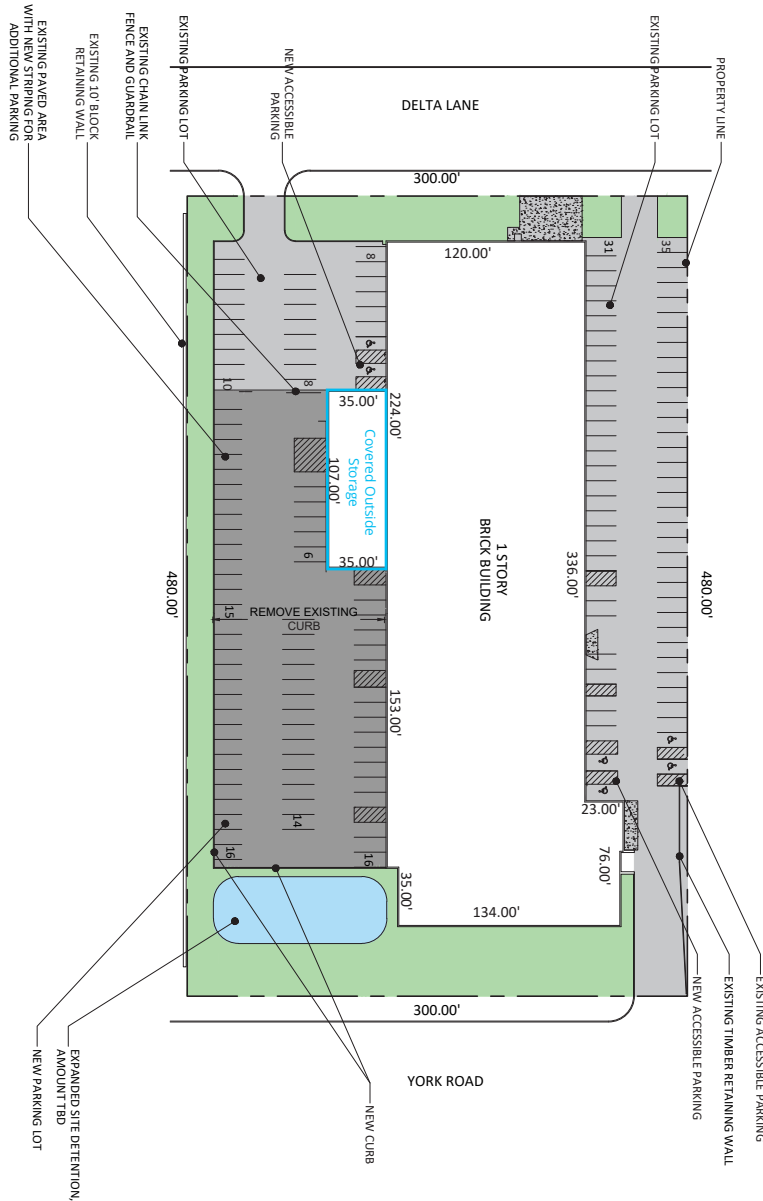 EXISTING PAVED AREA
WITH NEW STRIPING FOR
ADDITIONAL PARKING
EXISTING 10' BLOCK
RETAINING WALL
EXISTING CHAIN LINK
FENCE AND GUARDRAIL
EXISTING PARKING LOT
NEW ACCESSIBLE
PARKING
EXISTING PARKING LOT
PROPERTY LINE
DELTA LANE
300.00'
120.00'
31
35
8
10
8
35.00'
224.00'
Covered Outside
Storage
107.00'
35.00'
6
1 STORY
BRICK BUILDING
336.00'
480.00'
480.00'
15
REMOVE EXISTING
CURB
153.00'
14
16
16
23.00'
76.00'
35.00'
134.00'
300.00'
YORK ROAD
EXISTING ACCESSIBLE PARKING
EXISTING TIMBER RETAINING WALL
NEW ACCESSIBLE PARKING
NEW CURB
EXPANDED SITE DETENTION,
AMOUNT TBD
NEW PARKING LOT